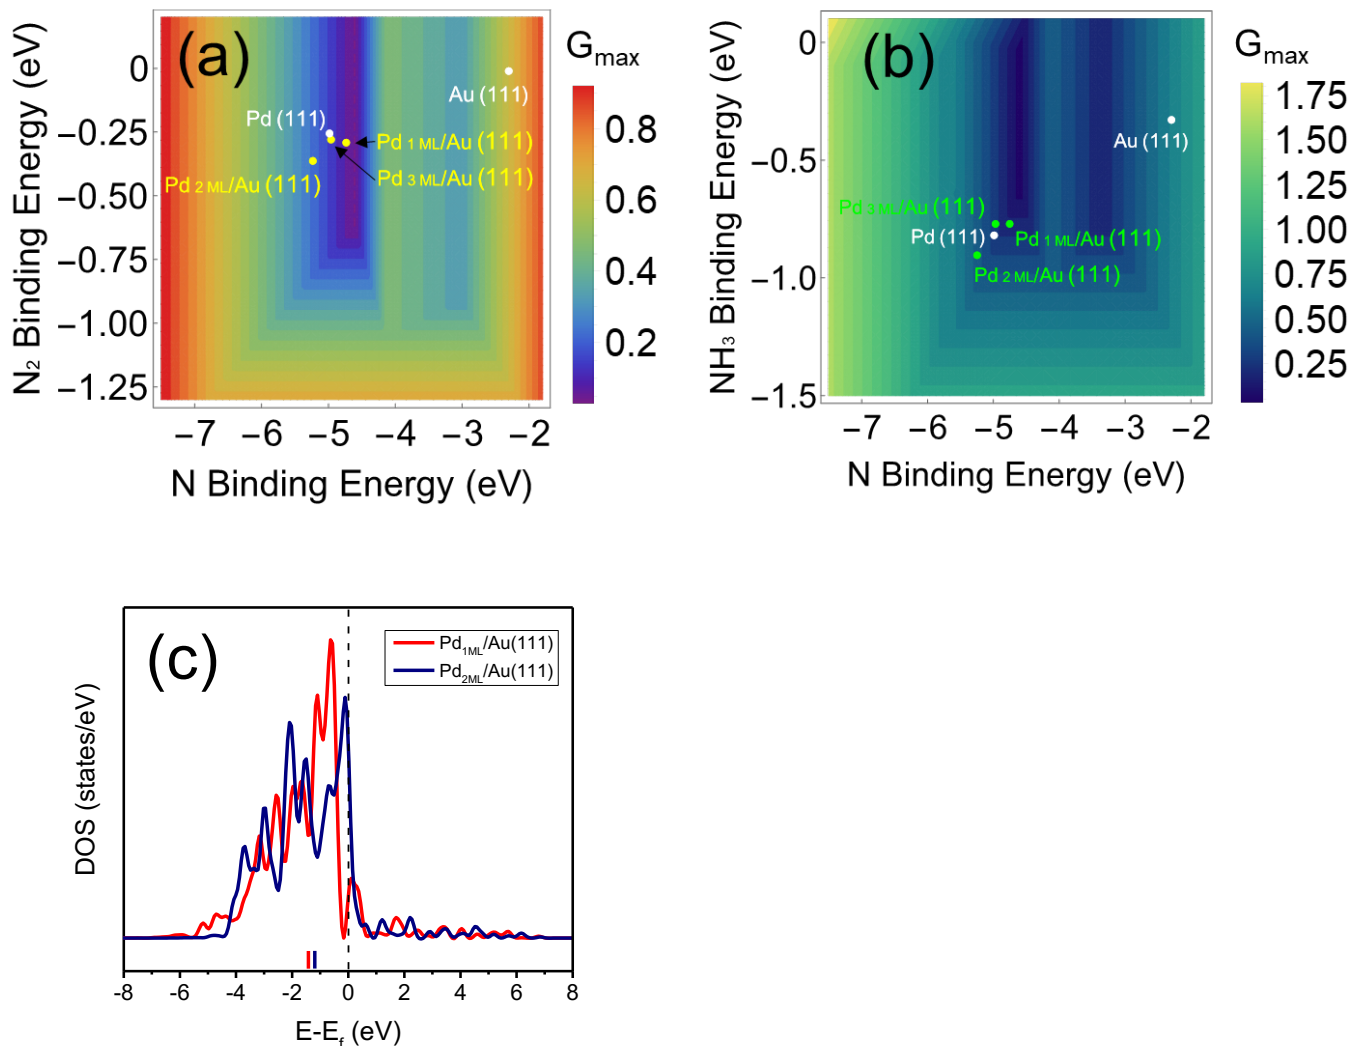 (a)
G_max
N₂ Binding Energy (eV)
0
−0.25
−0.50
−0.75
−1.00
−1.25
Au (111)
Pd (111)
Pd 1 ML/Au (111)
Pd 3 ML/Au (111)
Pd 2 ML/Au (111)
0.8
0.6
0.4
0.2
−7 −6 −5 −4 −3 −2
N Binding Energy (eV)
(b)
G_max
NH₃ Binding Energy (eV)
0
−0.5
−1.0
−1.5
Au (111)
Pd 3 ML/Au (111)
Pd (111)
Pd 1 ML/Au (111)
Pd 2 ML/Au (111)
1.75
1.50
1.25
1.00
0.75
0.50
0.25
−7 −6 −5 −4 −3 −2
N Binding Energy (eV)
(c)
Pd₁ML/Au(111)
Pd₂ML/Au(111)
DOS (states/eV)
-8 -6 -4 -2 0 2 4 6 8
E-E_f (eV)